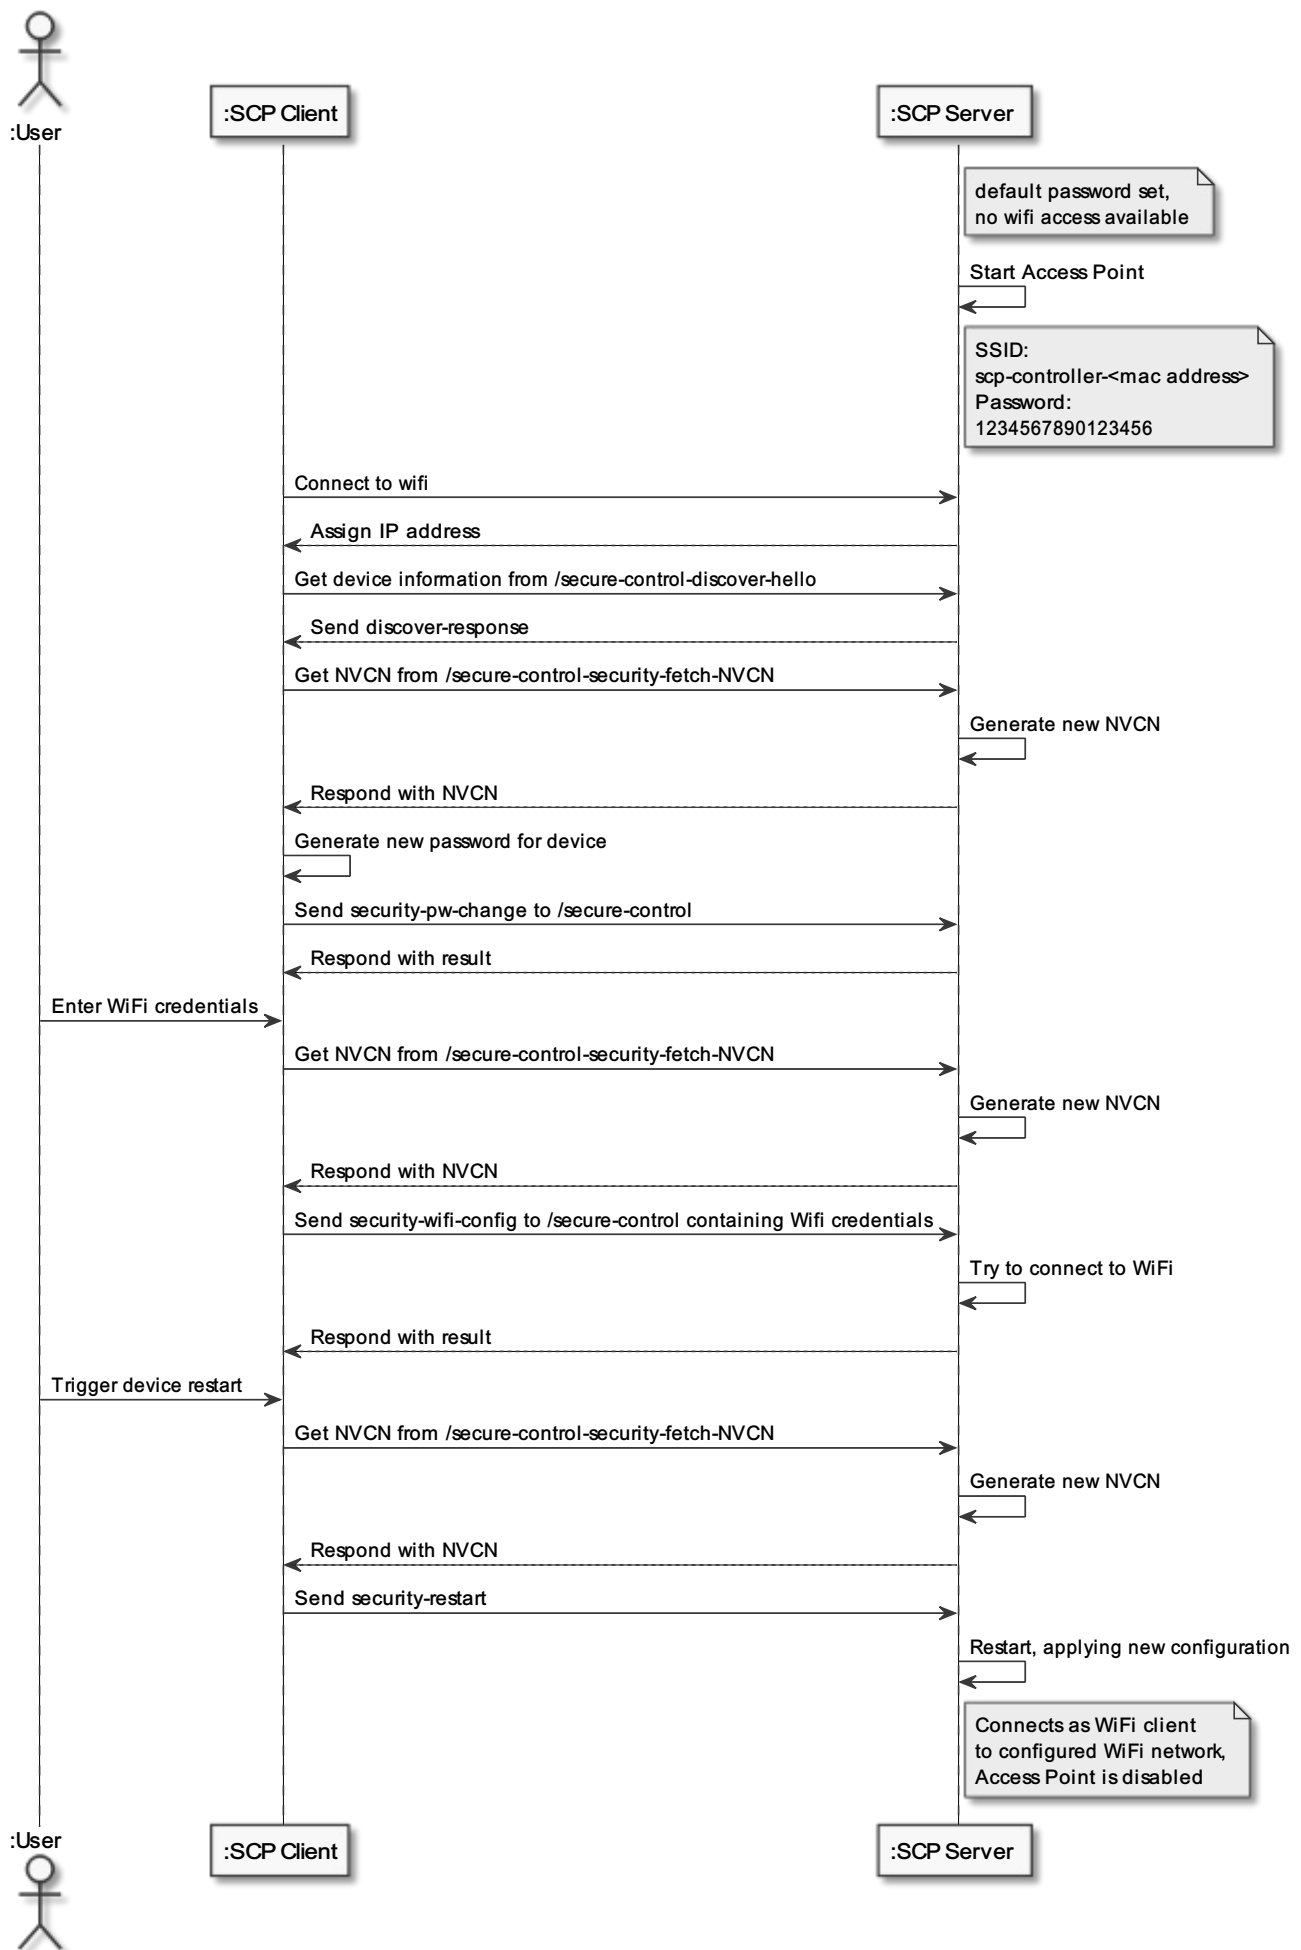 :User
:SCP Client
:SCP Server
default password set,
no wifi access available
Start Access Point
SSID:
scp-controller-<mac address>
Password:
1234567890123456
Connect to wifi
Assign IP address
Get device information from /secure-control-discover-hello
Send discover-response
Get NVCN from /secure-control-security-fetch-NVCN
Generate new NVCN
Respond with NVCN
Generate new password for device
Send security-pw-change to /secure-control
Respond with result
Enter WiFi credentials
Get NVCN from /secure-control-security-fetch-NVCN
Generate new NVCN
Respond with NVCN
Send security-wifi-config to /secure-control containing Wifi credentials
Try to connect to WiFi
Respond with result
Trigger device restart
Get NVCN from /secure-control-security-fetch-NVCN
Generate new NVCN
Respond with NVCN
Send security-restart
Restart, applying new configuration
Connects as WiFi client
to configured WiFi network,
Access Point is disabled
:User
:SCP Client
:SCP Server